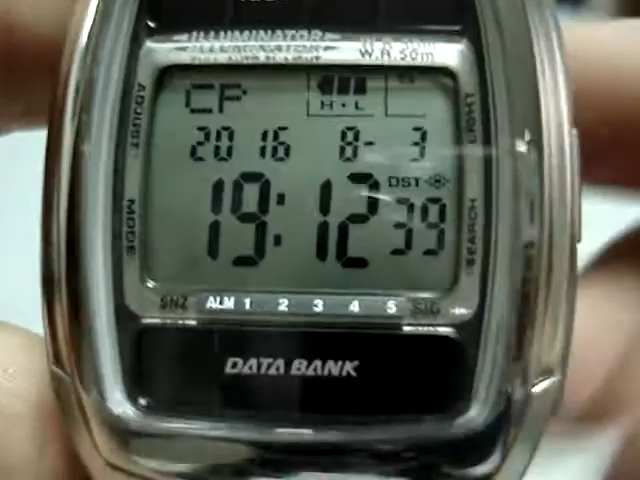 ILLUMINATOR
W.R.50m
ADJUST
LIGHT
CP
H・L
2016 8- 3
DST
19:12 39
MODE
SEARCH
SNZ ALM 1 2 3 4 5 SIG
DATA BANK